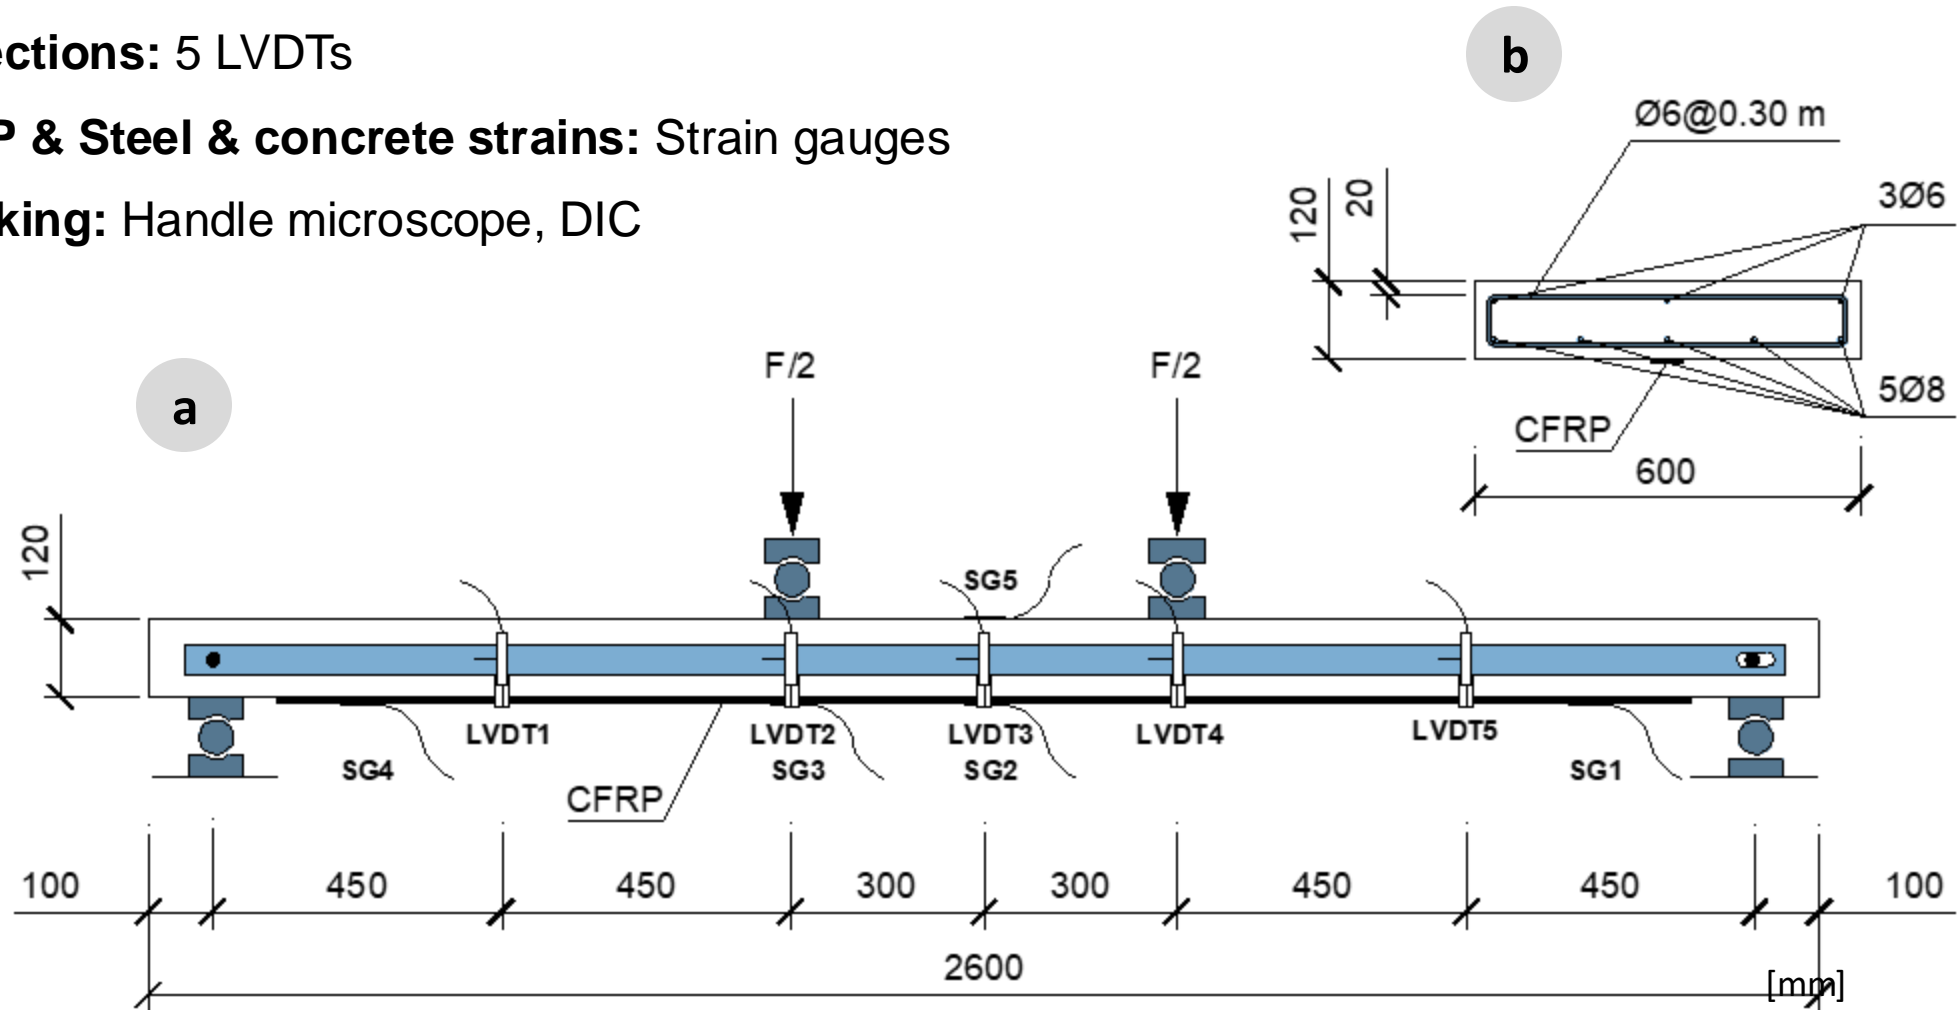 ections: 5 LVDTs
P & Steel & concrete strains: Strain gauges
king: Handle microscope, DIC
b
Ø6@0.30 m
120
20
3Ø6
5Ø8
CFRP
600
a
F/2
F/2
120
SG5
LVDT1
LVDT2
LVDT3
LVDT4
LVDT5
SG4
SG3
SG2
SG1
CFRP
100
450
450
300
300
450
450
100
2600
[mm]